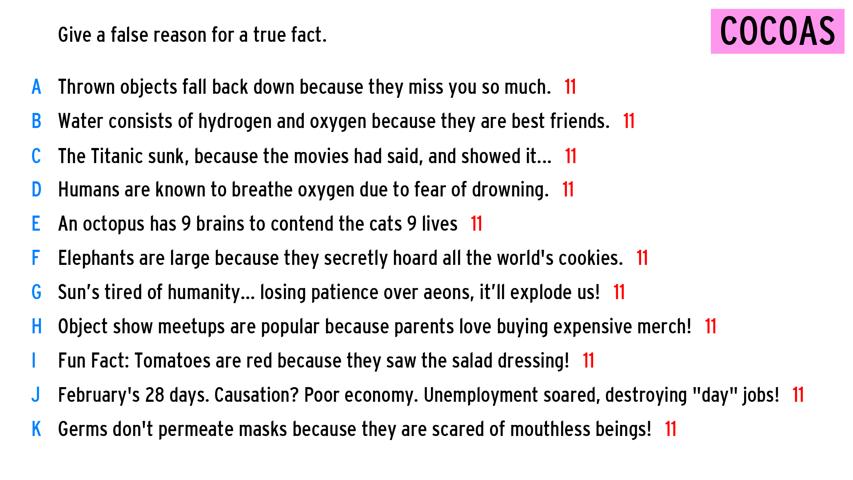 Give a false reason for a true fact.
COCOAS
A Thrown objects fall back down because they miss you so much. 11
B Water consists of hydrogen and oxygen because they are best friends. 11
C The Titanic sunk, because the movies had said, and showed it... 11
D Humans are known to breathe oxygen due to fear of drowning. 11
E An octopus has 9 brains to contend the cats 9 lives 11
F Elephants are large because they secretly hoard all the world's cookies. 11
G Sun’s tired of humanity... losing patience over aeons, it’ll explode us! 11
H Object show meetups are popular because parents love buying expensive merch! 11
I Fun Fact: Tomatoes are red because they saw the salad dressing! 11
J February's 28 days. Causation? Poor economy. Unemployment soared, destroying "day" jobs! 11
K Germs don't permeate masks because they are scared of mouthless beings! 11